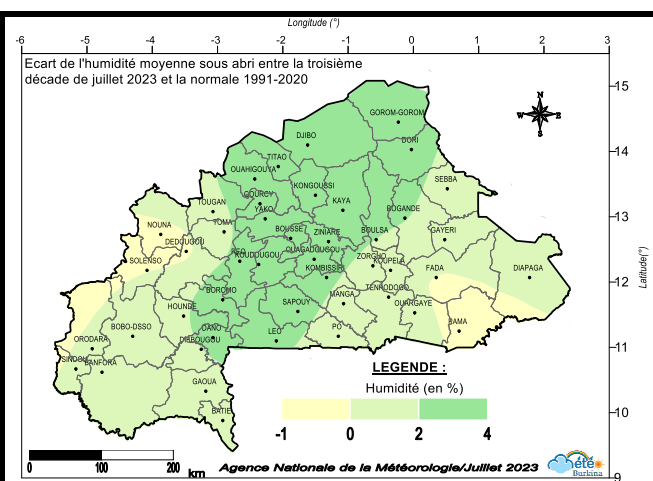 Longitude (°)
-6 -5 -4 -3 -2 -1 0 1 2 3
Ecart de l'humidité moyenne sous abri entre la troisième
décade de juillet 2023 et la normale 1991-2020
N
W E
S
15
14
13
12
11
10
9
Latitude(°)
GOROM-GOROM
DJIBO
DORI
TITAO
OUAHIGOUYA
SEBBA
KONGOUSSI
GOURCY
TOUGAN
KAYA
YAKO
BOGANDE
TOMA
NOUNA
BOUSSE
ZINIARE
BOULSA
GAYERI
DEDOUGOU
REO
KOUDOUGOU
OUAGADOUGOU
ZORGHO
KOUPELA
SOLENSO
KOMBISSIRI
FADA
DIAPAGA
TENKODOGO
BOROMO
MANGA
HOUNDE
SAPOUY
OUARGAYE
PAMA
BOBO-DSSO
DANO
LEO
PO
ORODARA
DIEBOUGOU
SINDOU
BANFORA
GAOUA
BATIE
LEGENDE :
Humidité (en %)
-1 0 2 4
0 100 200
km
Agence Nationale de la Météorologie/Juillet 2023
Météo
Burkina